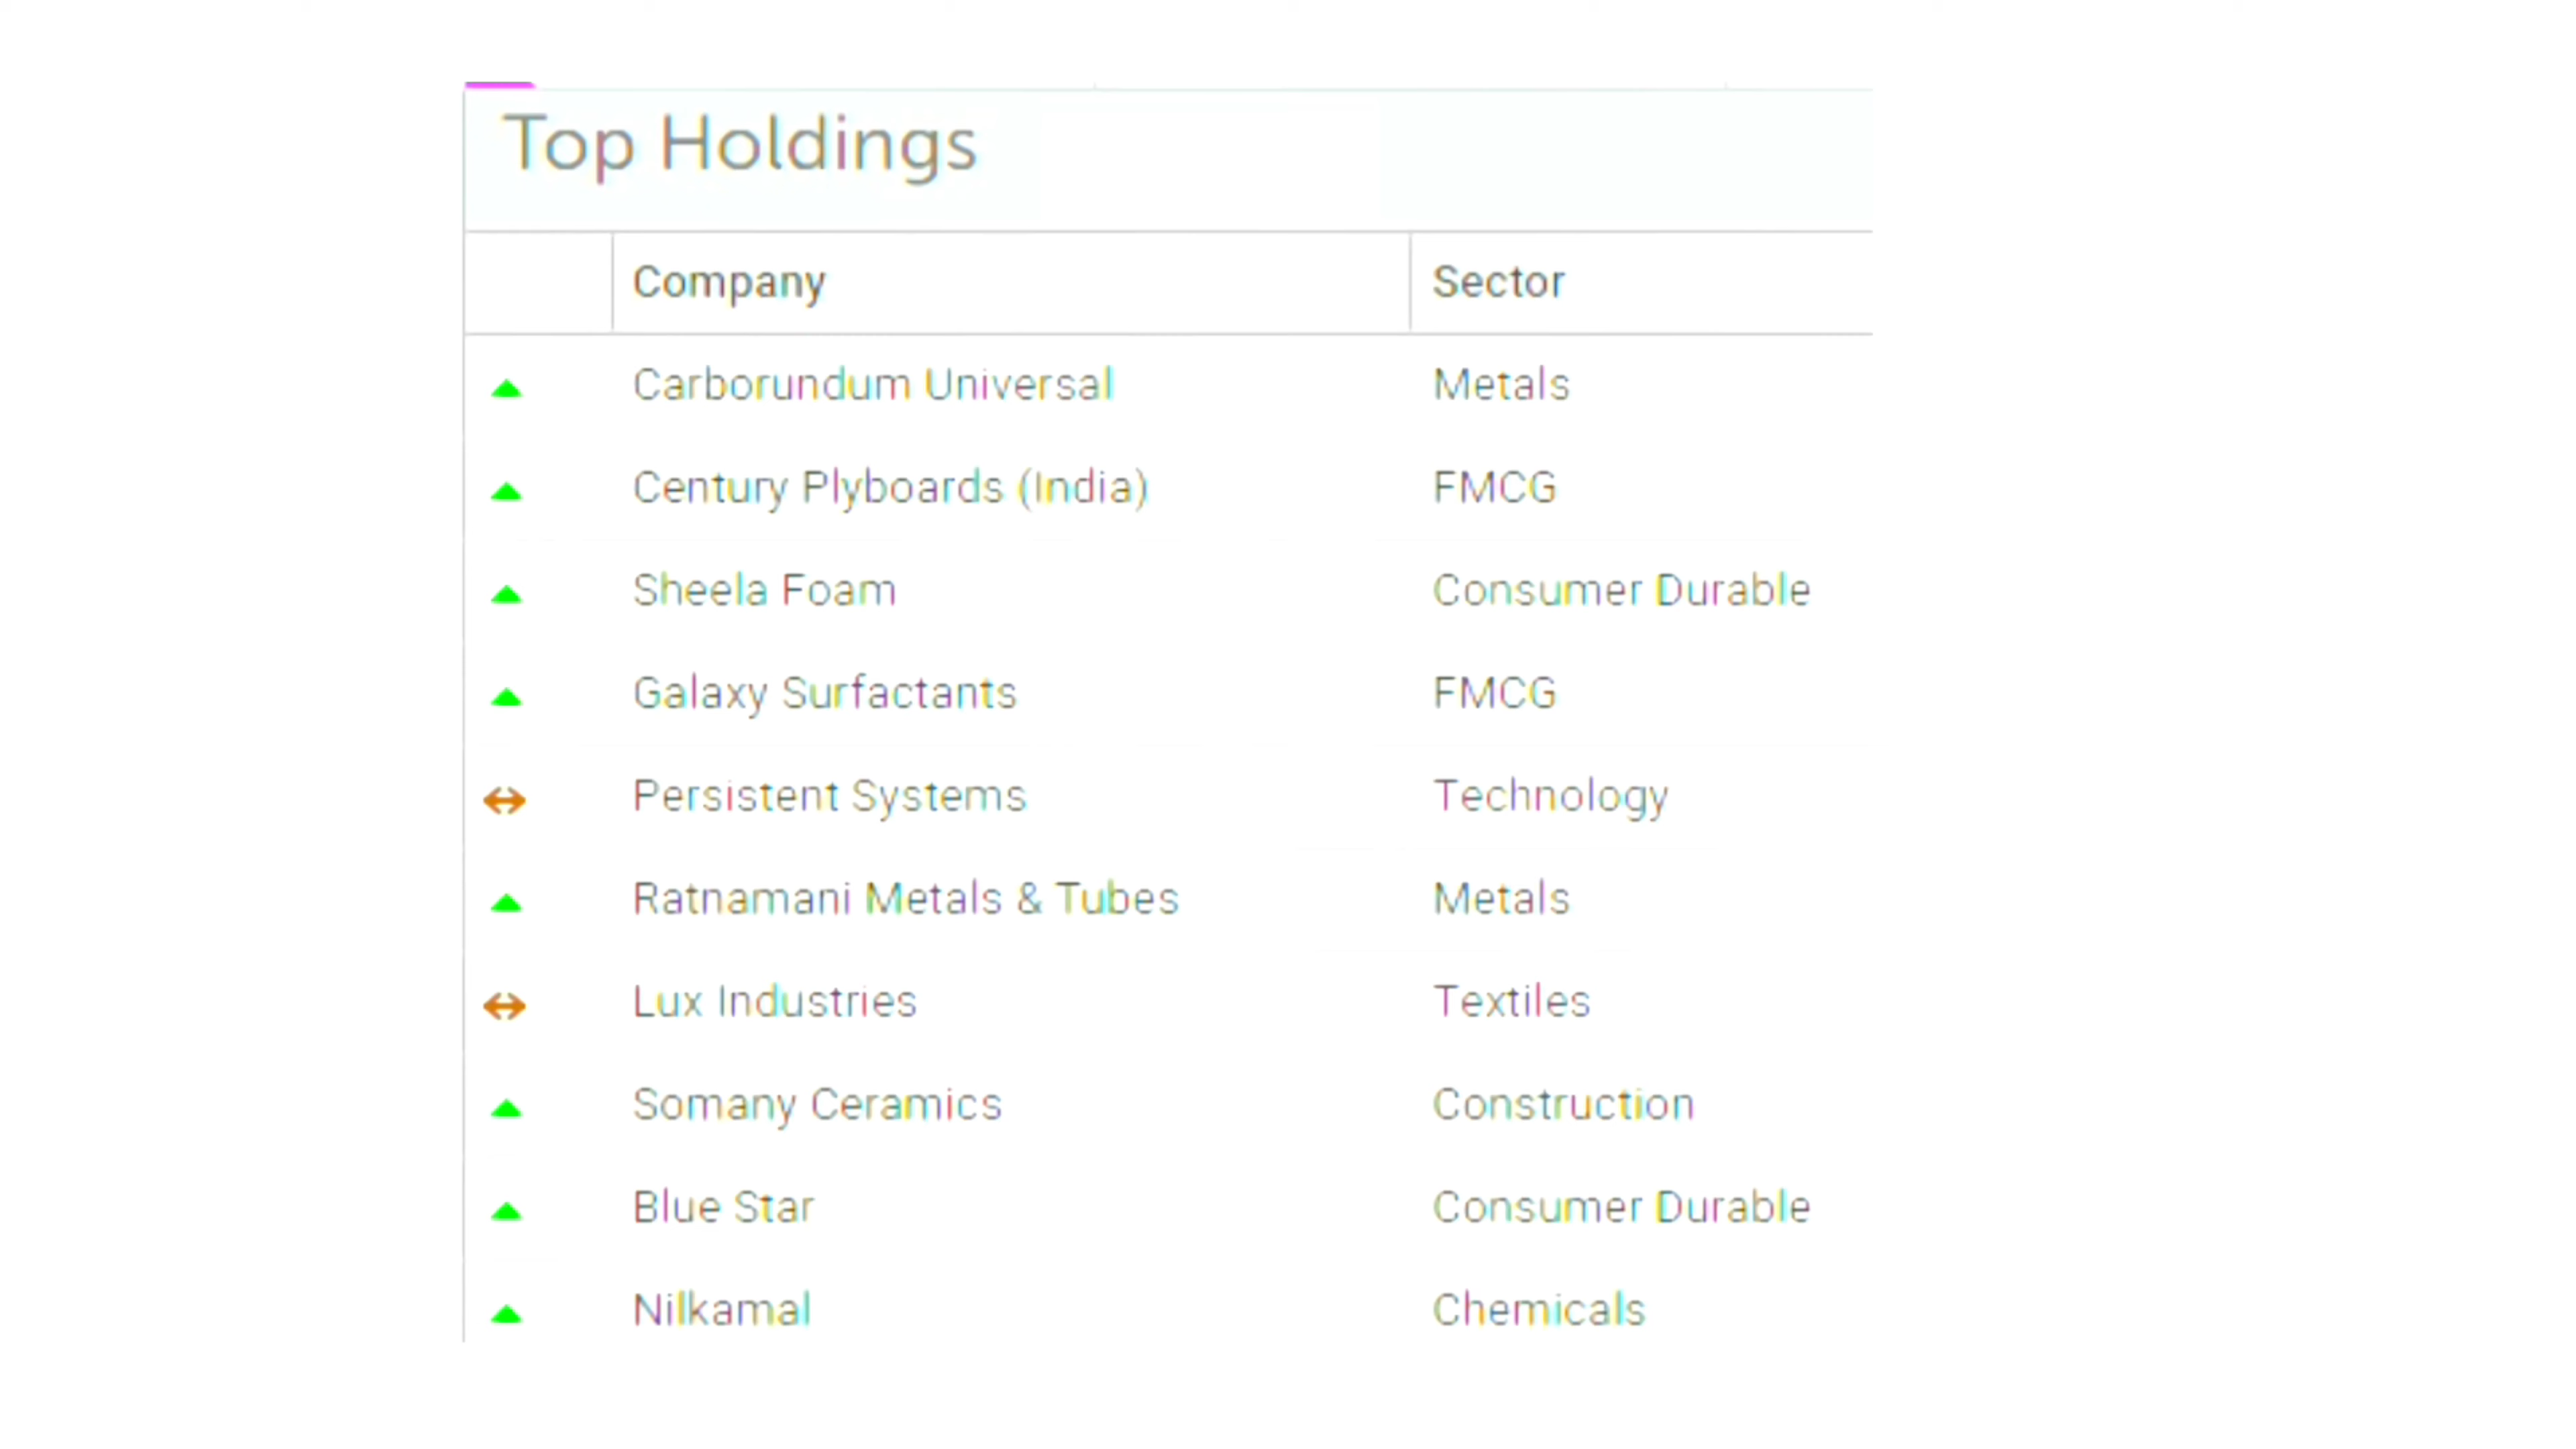 Top Holdings
Company Sector
Carborundum Universal Metals
Century Plyboards (India) FMCG
Sheela Foam Consumer Durable
Galaxy Surfactants FMCG
Persistent Systems Technology
Ratnamani Metals & Tubes Metals
Lux Industries Textiles
Somany Ceramics Construction
Blue Star Consumer Durable
Nilkamal Chemicals